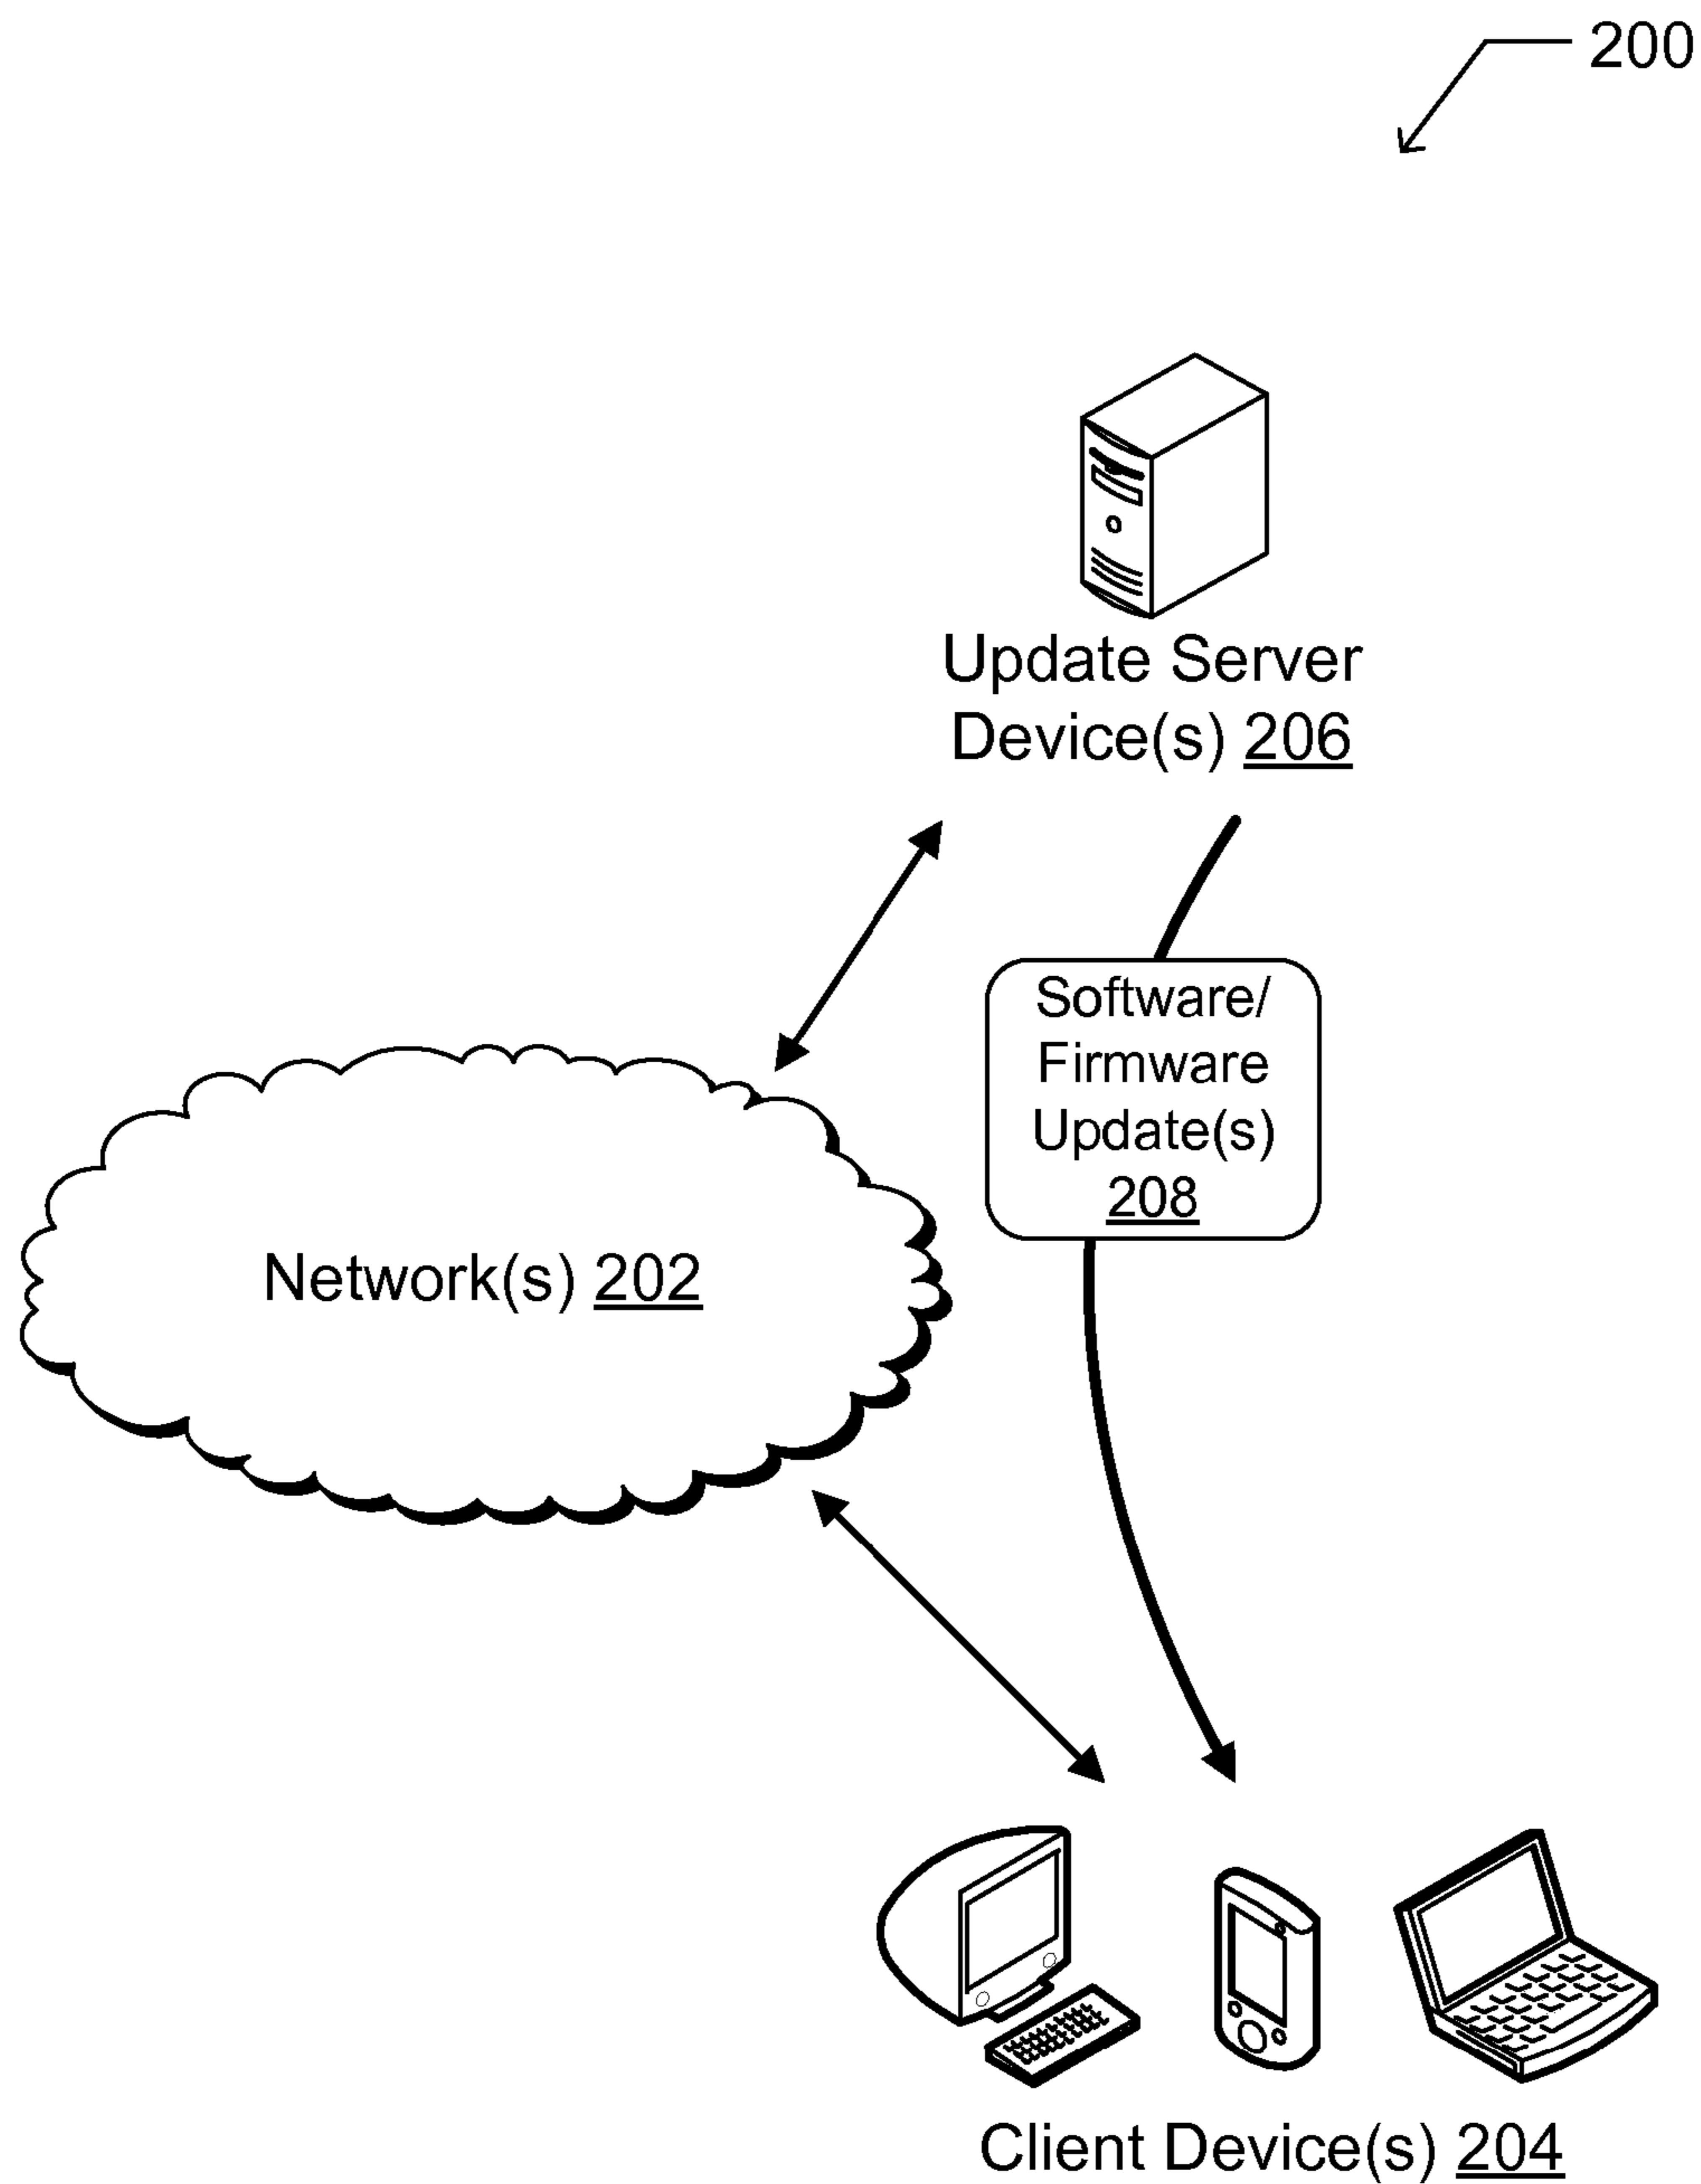 200
Update Server
Device(s) 206
Software/
Firmware
Update(s)
208
Network(s) 202
Client Device(s) 204